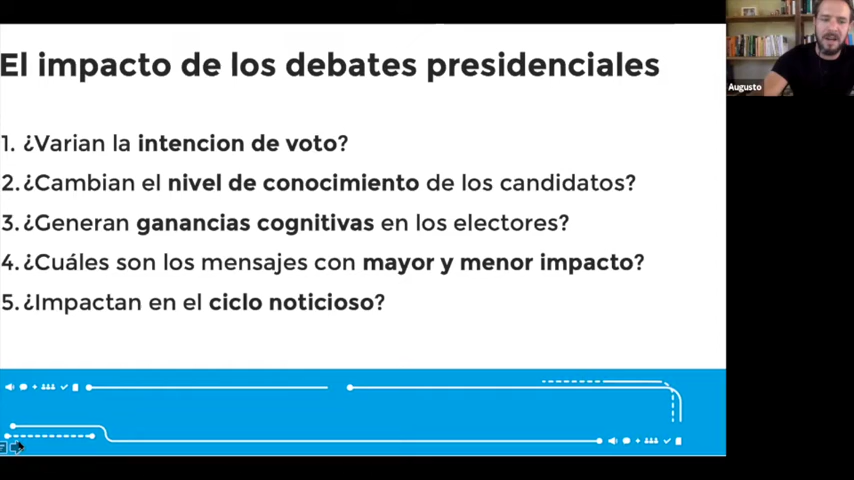 El impacto de los debates presidenciales
1. ¿Varian la intencion de voto?
2. ¿Cambian el nivel de conocimiento de los candidatos?
3. ¿Generan ganancias cognitivas en los electores?
4. ¿Cuáles son los mensajes con mayor y menor impacto?
5. ¿Impactan en el ciclo noticioso?
Augusto